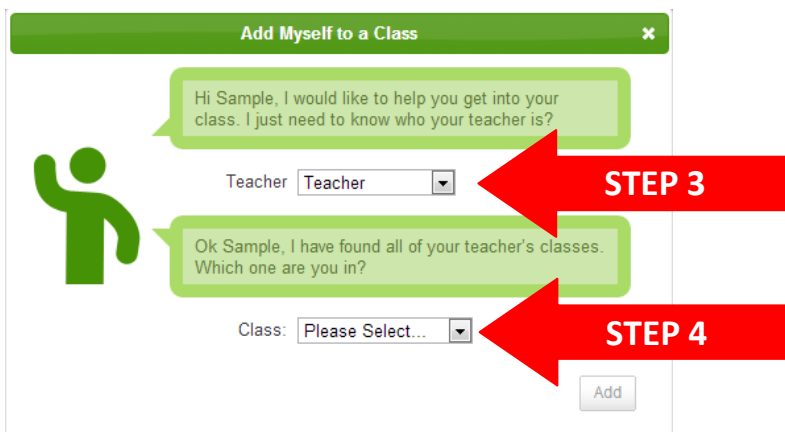 Add Myself to a Class
Hi Sample, I would like to help you get into your
class. I just need to know who your teacher is?
Teacher Teacher STEP 3
Ok Sample, I have found all of your teacher's classes.
Which one are you in?
Class: Please Select... STEP 4
Add